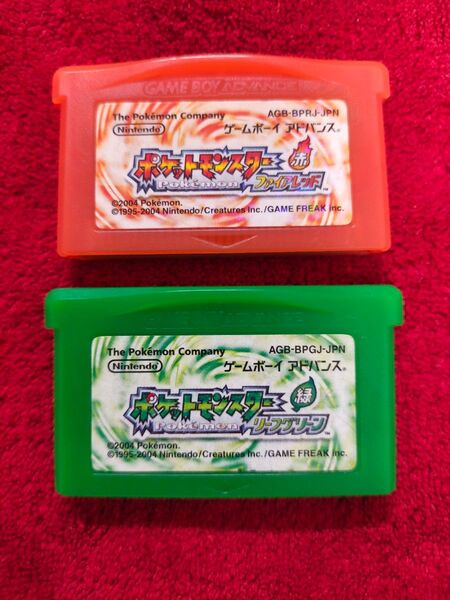 GAME BOY ADVANCE
The Pokémon Company AGB-BPRJ-JPN
Nintendo ゲームボーイ アドバンス®
ポケットモンスター 赤
Pokémon ファイアレッド™
©2004 Pokémon.
©1995-2004 Nintendo/Creatures inc./GAME FREAK inc.
The Pokémon Company AGB-BPGJ-JPN
Nintendo ゲームボーイ アドバンス®
ポケットモンスター 緑
Pokémon リーフグリーン™
©2004 Pokémon.
©1995-2004 Nintendo/Creatures inc./GAME FREAK inc.